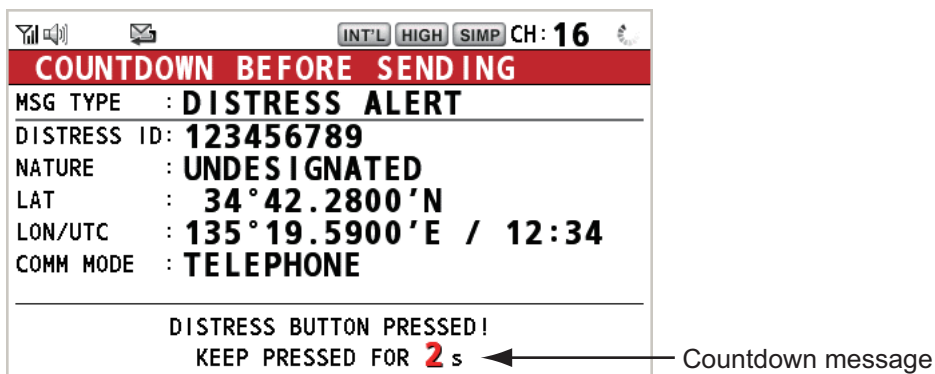 INT'L HIGH SIMP CH: 16
COUNTDOWN BEFORE SENDING
MSG TYPE : DISTRESS ALERT
DISTRESS ID: 123456789
NATURE : UNDESIGNATED
LAT : 34°42.2800'N
LON/UTC : 135°19.5900'E / 12:34
COMM MODE : TELEPHONE
DISTRESS BUTTON PRESSED!
KEEP PRESSED FOR 2 s
Countdown message